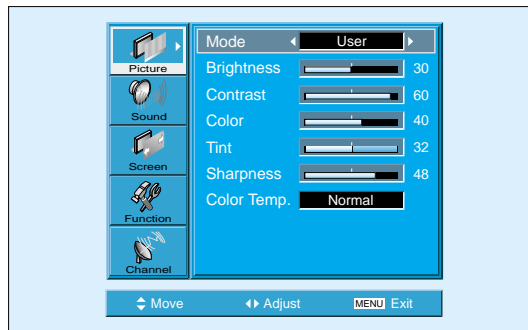 Picture
Sound
Screen
Function
Channel
Mode User
Brightness 30
Contrast 60
Color 40
Tint 32
Sharpness 48
Color Temp. Normal
Move Adjust MENU Exit